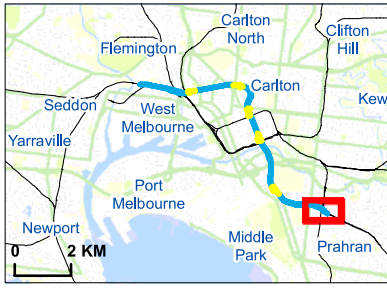 Carlton
North
Clifton
Hill
Flemington
Seddon
Carlton
Kew
West
Melbourne
Yarraville
Port
Melbourne
Newport
Middle
Park
Prahran
0 2 KM